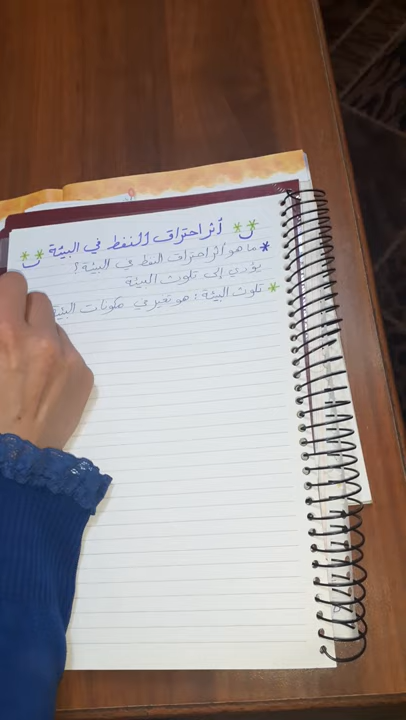 أثر احتراق النفط في البيئة
* ما هو أثر احتراق النفط في البيئة ؟
يؤدي إلى تلوث البيئة
* تلوث البيئة : هو تغير في مكونات البيئة